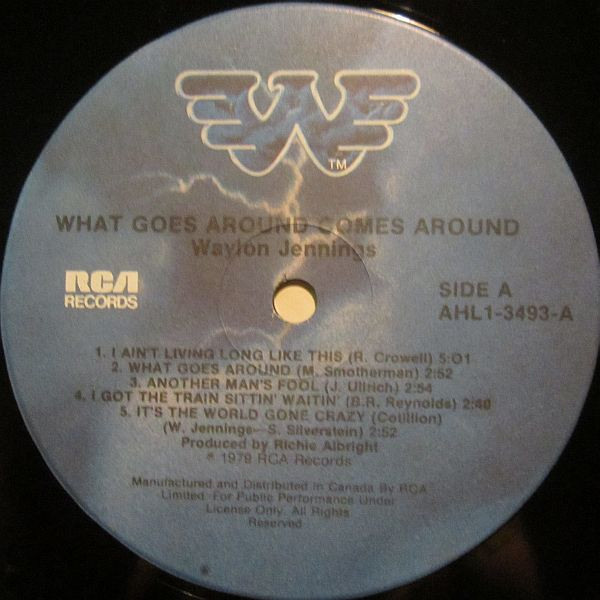 W
TM
WHAT GOES AROUND COMES AROUND
Waylon Jennings
RCA
RECORDS
SIDE A
AHL1-3493-A
1. I AIN'T LIVING LONG LIKE THIS (R. Crowell) 5:01
2. WHAT GOES AROUND (M. Smotherman) 2:52
3. ANOTHER MAN'S FOOL (J. Ullrich) 2:54
4. I GOT THE TRAIN SITTIN' WAITIN' (B.R. Reynolds) 2:40
5. IT'S THE WORLD GONE CRAZY (Cotillion)
(W. Jennings—S. Silverstein) 2:52
Produced by Richie Albright
℗ 1979 RCA Records
Manufactured and Distributed in Canada By RCA
Limited. For Public Performance Under
License Only. All Rights
Reserved